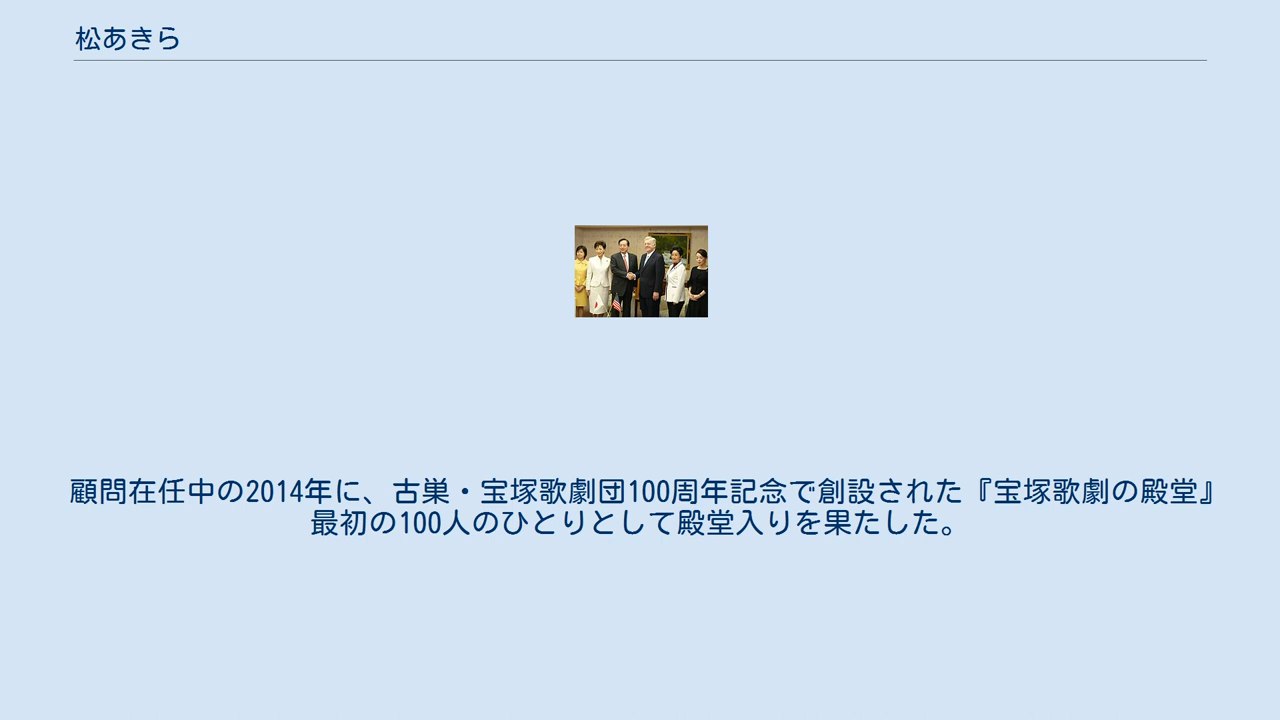 松あきら
顧問在任中の2014年に、古巣・宝塚歌劇団100周年記念で創設された『宝塚歌劇の殿堂』
最初の100人のひとりとして殿堂入りを果たした。